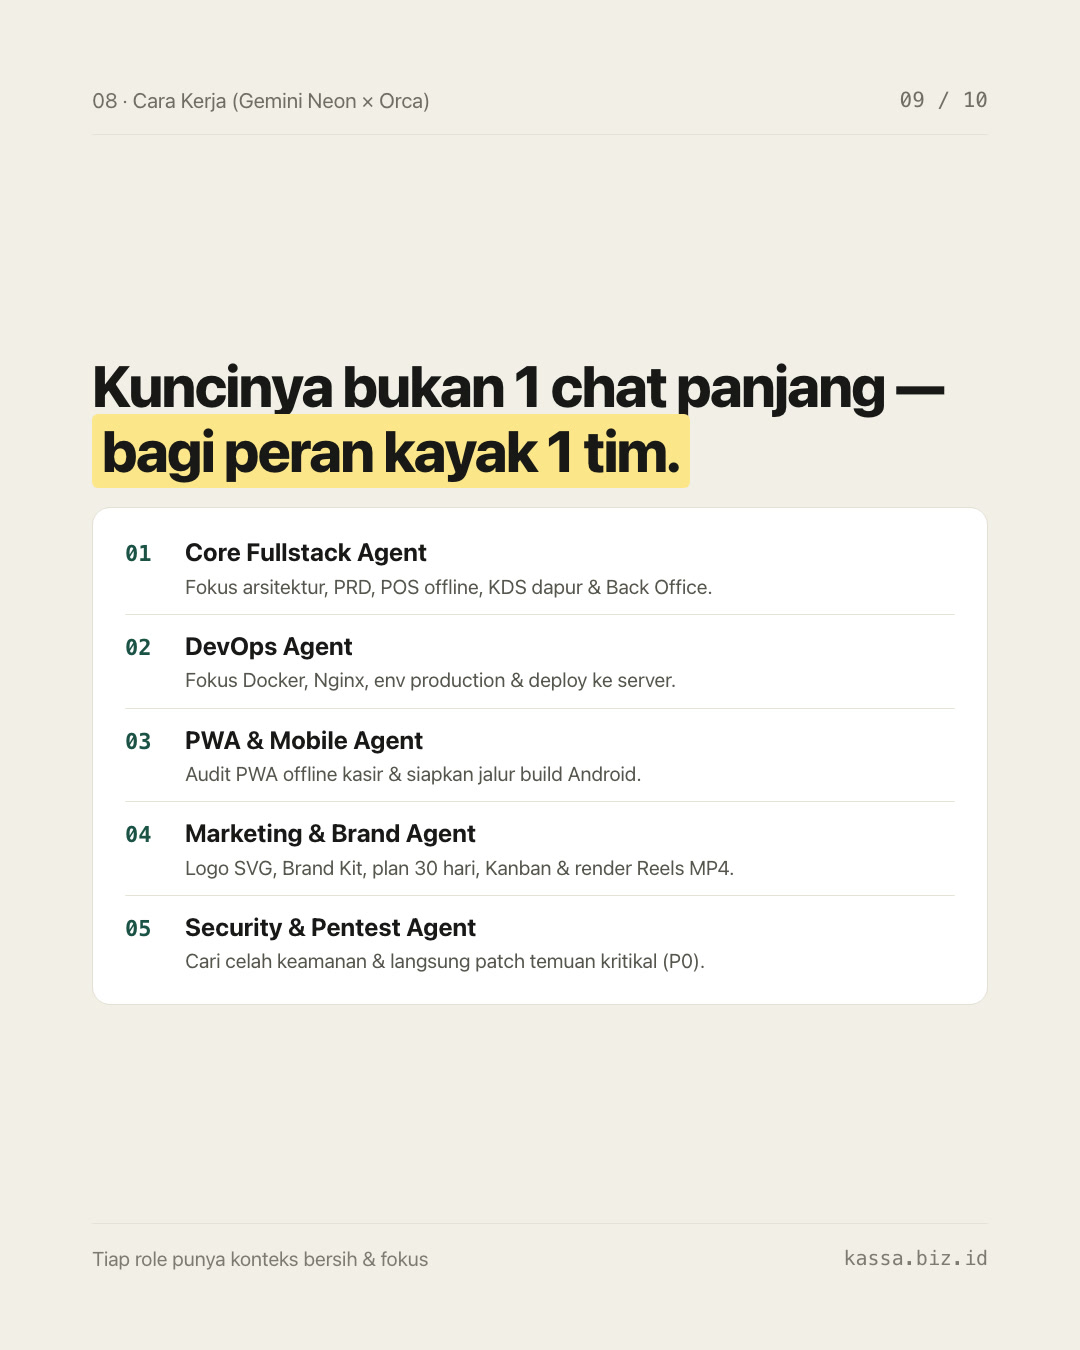 08 · Cara Kerja (Gemini Neon × Orca)
09 / 10
Kuncinya bukan 1 chat panjang —
bagi peran kayak 1 tim.
01 Core Fullstack Agent
Fokus arsitektur, PRD, POS offline, KDS dapur & Back Office.
02 DevOps Agent
Fokus Docker, Nginx, env production & deploy ke server.
03 PWA & Mobile Agent
Audit PWA offline kasir & siapkan jalur build Android.
04 Marketing & Brand Agent
Logo SVG, Brand Kit, plan 30 hari, Kanban & render Reels MP4.
05 Security & Pentest Agent
Cari celah keamanan & langsung patch temuan kritikal (P0).
Tiap role punya konteks bersih & fokus
kassa.biz.id